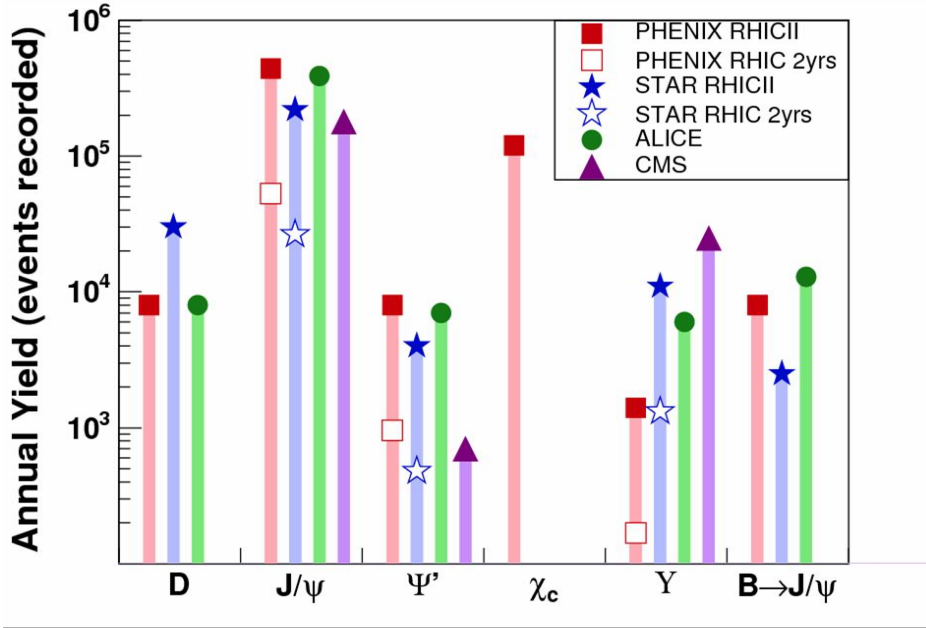 Annual Yield (events recorded)
10⁶
10⁵
10⁴
10³
PHENIX RHICII
PHENIX RHIC 2yrs
STAR RHICII
STAR RHIC 2yrs
ALICE
CMS
D J/ψ Ψ’ χc ϒ B→J/ψ